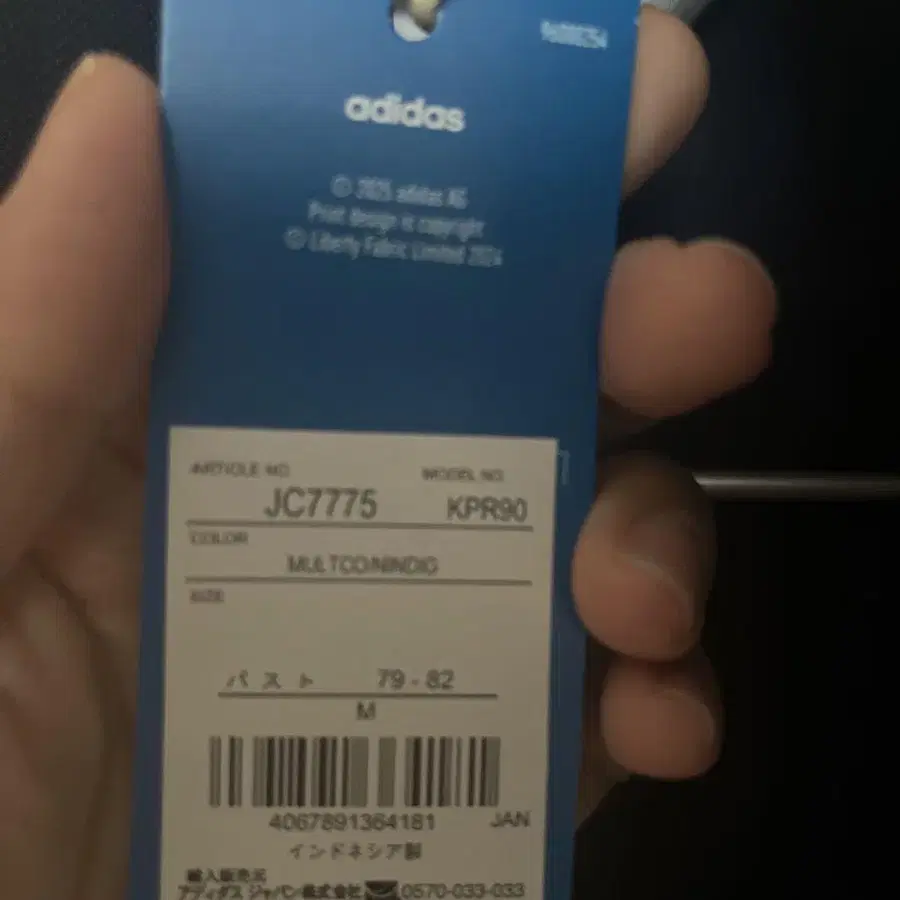 adidas
© 2025 adidas AG
Print design is copyright
© Liberty Fabric Limited 2024
ARTICLE NO. MODEL NO.
JC7775 KPR90
COLOR
MULTCO/NINDIG
SIZE
バスト 79 - 82
M
4067891364181 JAN
インドネシア製
輸入販売元
アディダス ジャパン株式会社 0570-033-033